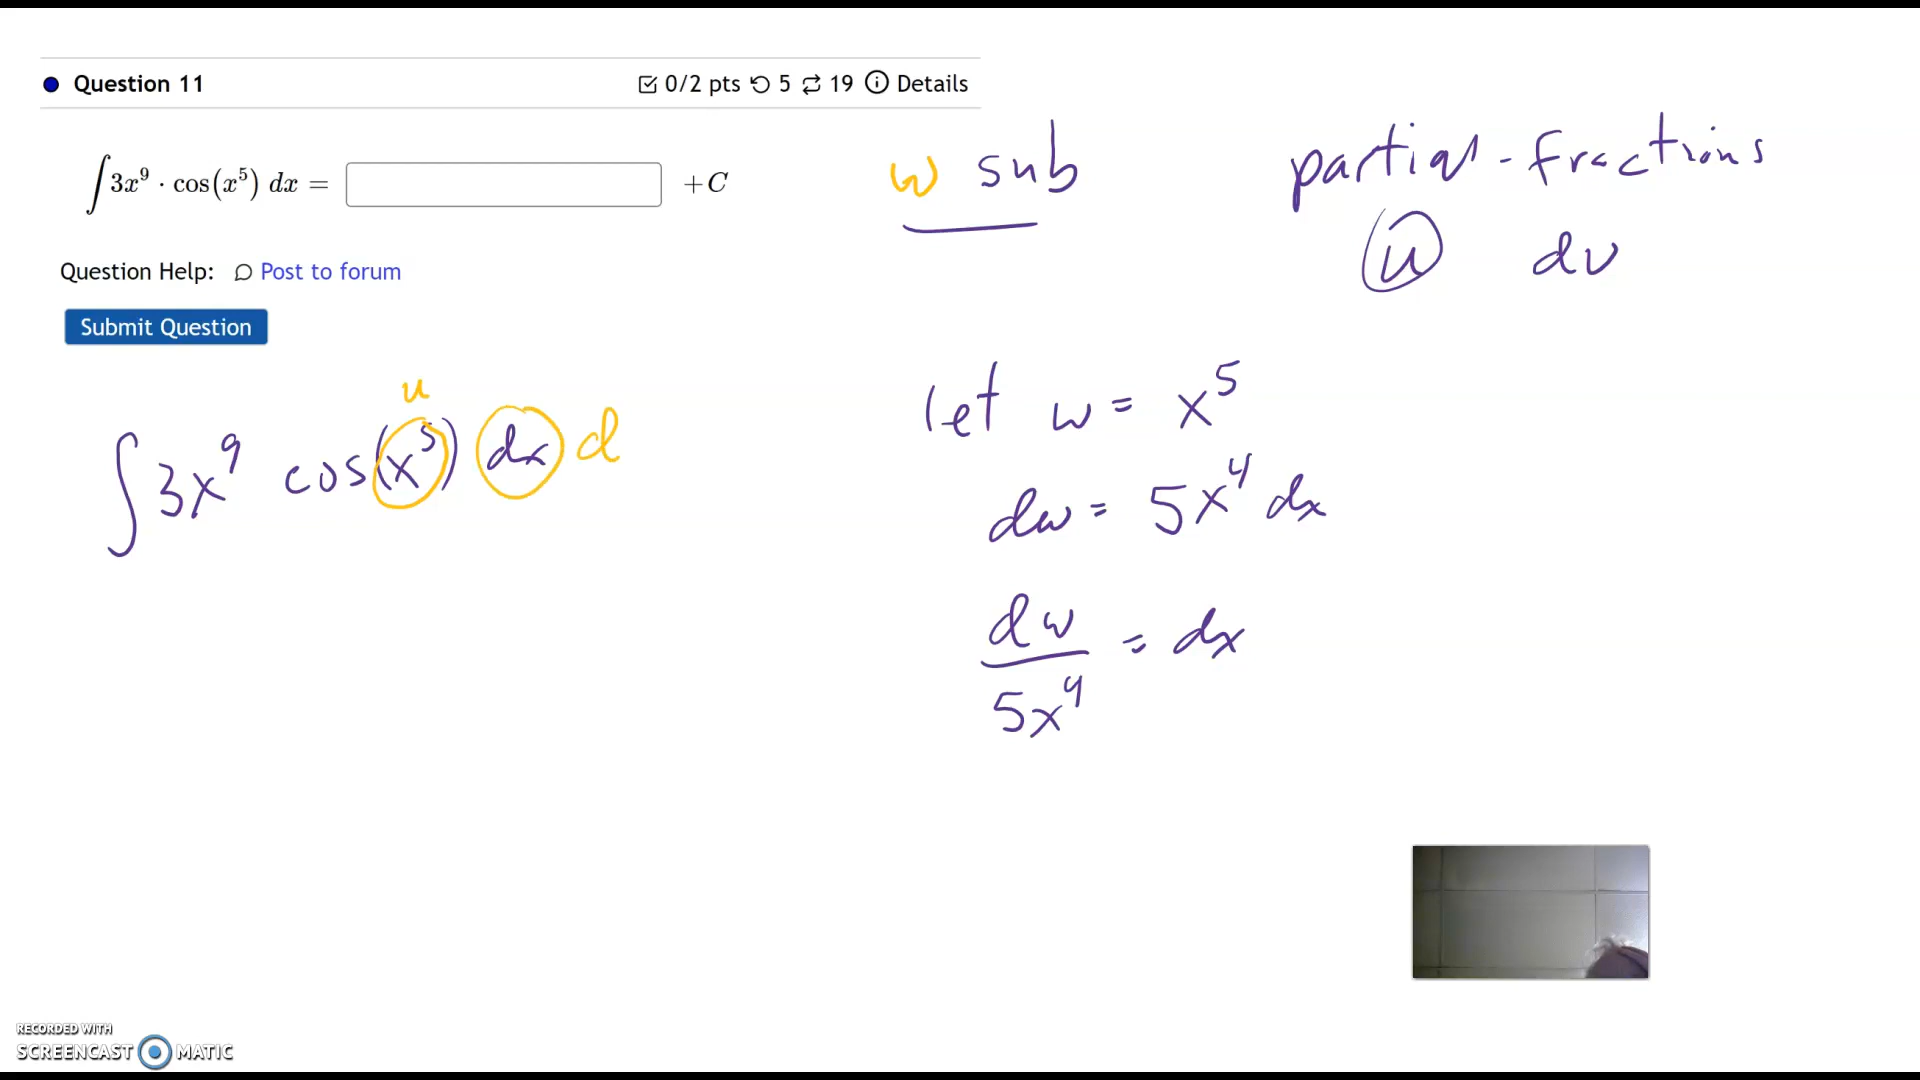 Question 11 0/2 pts 5 19 Details
∫3x⁹ · cos(x⁵) dx = +C
Question Help: Post to forum
Submit Question
w sub
partial-fractions
u dv
u
∫3x⁹ cos(x⁵) dx d
let w = x⁵
dw = 5x⁴ dx
dw/5x⁴ = dx
RECORDED WITH
SCREENCAST MATIC